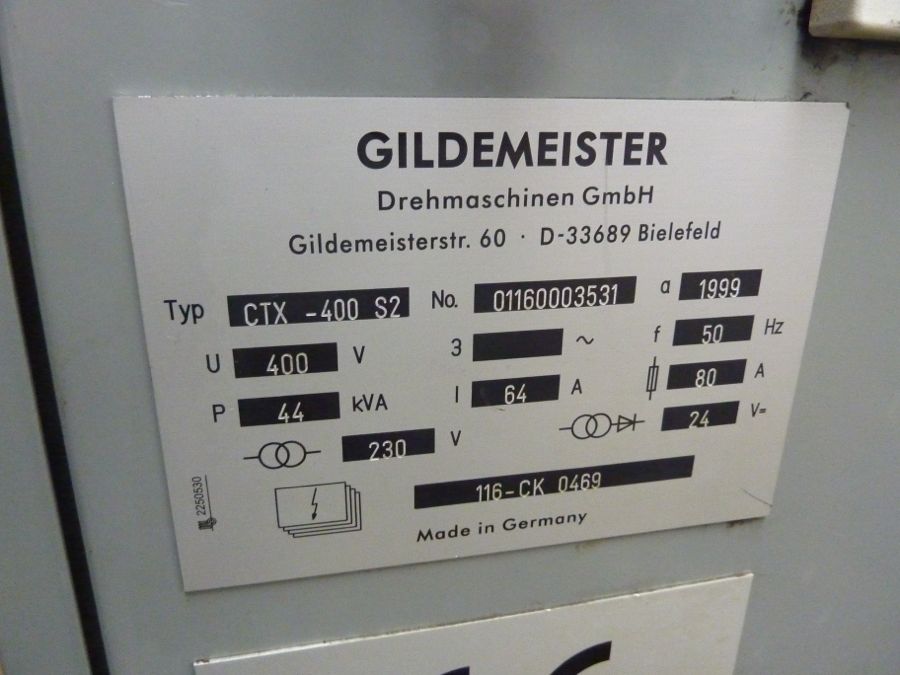 GILDEMEISTER
Drehmaschinen GmbH
Gildemeisterstr. 60 · D-33689 Bielefeld
Typ CTX -400 S2 No. 01160003531 a 1999
U 400 V 3 ~ f 50 Hz
P 44 kVA I 64 A 80 A
230 V 24 V=
116-CK 0469
2250530
Made in Germany